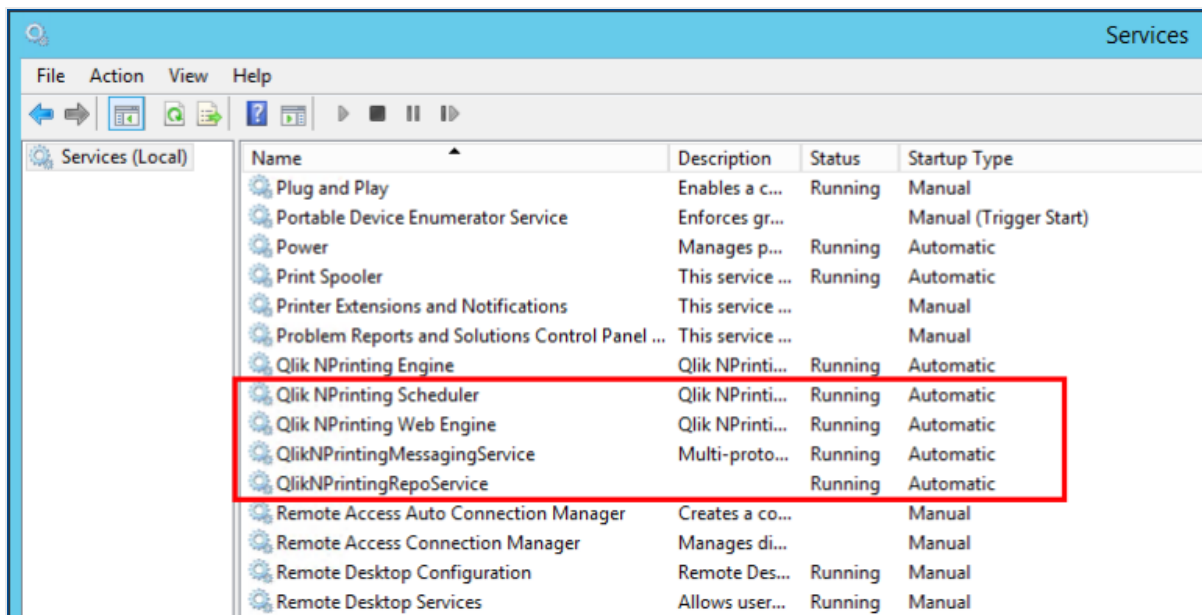 Services
File Action View Help
Services (Local)
Name Description Status Startup Type
Plug and Play Enables a c... Running Manual
Portable Device Enumerator Service Enforces gr... Manual (Trigger Start)
Power Manages p... Running Automatic
Print Spooler This service ... Running Automatic
Printer Extensions and Notifications This service ... Manual
Problem Reports and Solutions Control Panel ... This service ... Manual
Qlik NPrinting Engine Qlik NPrinti... Running Automatic
Qlik NPrinting Scheduler Qlik NPrinti... Running Automatic
Qlik NPrinting Web Engine Qlik NPrinti... Running Automatic
QlikNPrintingMessagingService Multi-proto... Running Automatic
QlikNPrintingRepoService Running Automatic
Remote Access Auto Connection Manager Creates a co... Manual
Remote Access Connection Manager Manages di... Manual
Remote Desktop Configuration Remote Des... Running Manual
Remote Desktop Services Allows user... Running Manual